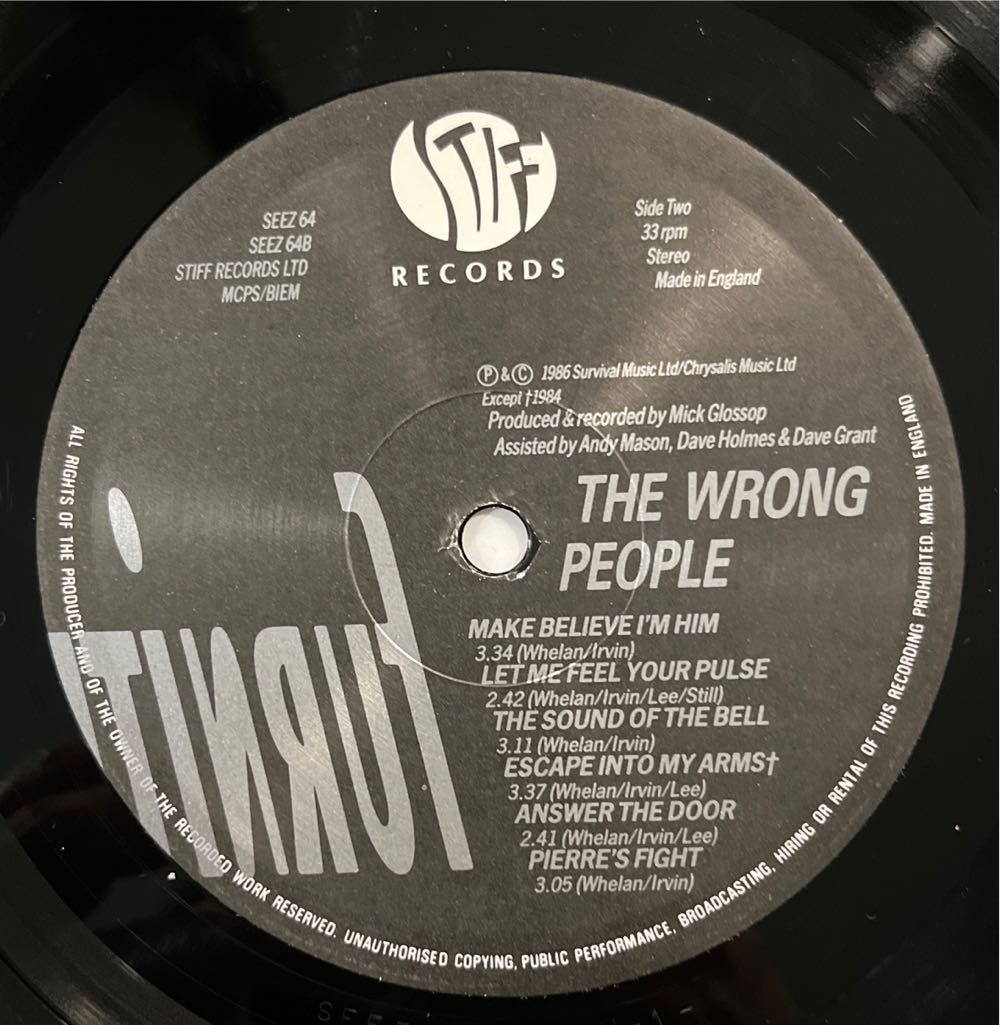 STIFF
RECORDS
SEEZ 64
SEEZ 64B
STIFF RECORDS LTD
MCPS/BIEM
Side Two
33 rpm
Stereo
Made in England
Ⓟ & © 1986 Survival Music Ltd/Chrysalis Music Ltd
Except †1984
Produced & recorded by Mick Glossop
Assisted by Andy Mason, Dave Holmes & Dave Grant
THE WRONG
PEOPLE
MAKE BELIEVE I'M HIM
3.34 (Whelan/Irvin)
LET ME FEEL YOUR PULSE
2.42 (Whelan/Irvin/Lee/Still)
THE SOUND OF THE BELL
3.11 (Whelan/Irvin)
ESCAPE INTO MY ARMS†
3.37 (Whelan/Irvin/Lee)
ANSWER THE DOOR
2.41 (Whelan/Irvin/Lee)
PIERRE'S FIGHT
3.05 (Whelan/Irvin)
FURNIT
ALL RIGHTS OF THE PRODUCER AND OF THE OWNER OF THE RECORDED WORK RESERVED. UNAUTHORISED COPYING, PUBLIC PERFORMANCE, BROADCASTING, HIRING OR RENTAL OF THIS RECORDING PROHIBITED. MADE IN ENGLAND